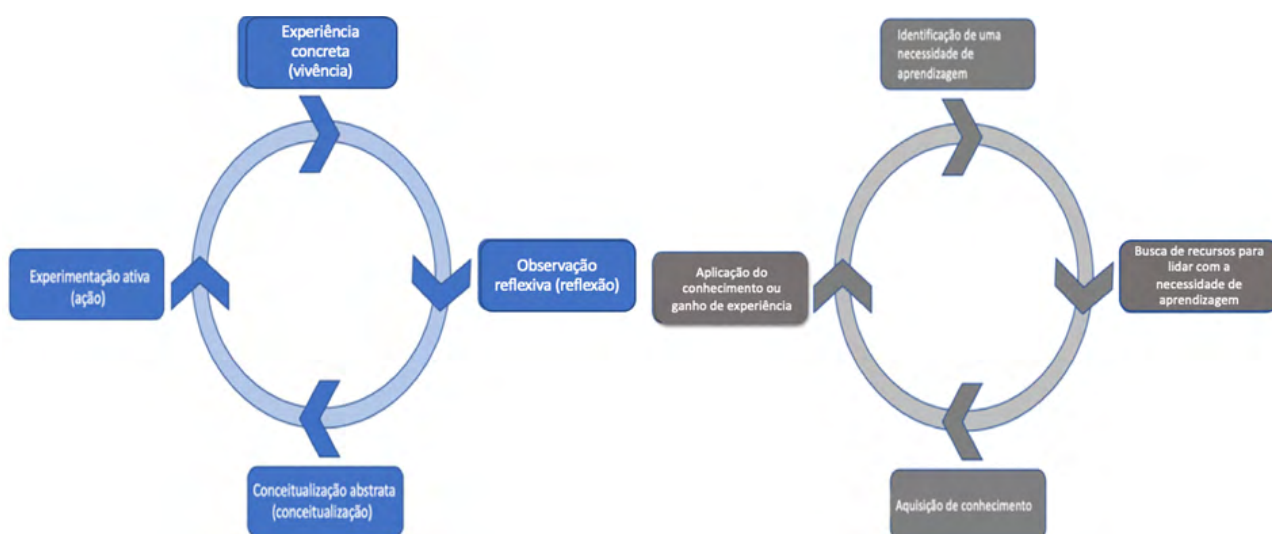 Experiência
concreta
(vivência)
Observação
reflexiva (reflexão)
Conceitualização abstrata
(conceitualização)
Experimentação ativa
(ação)
Identificação de uma
necessidade de
aprendizagem
Busca de recursos para
lidar com a
necessidade de
aprendizagem
Aquisição de conhecimento
Aplicação do
conhecimento ou
ganho de experiência